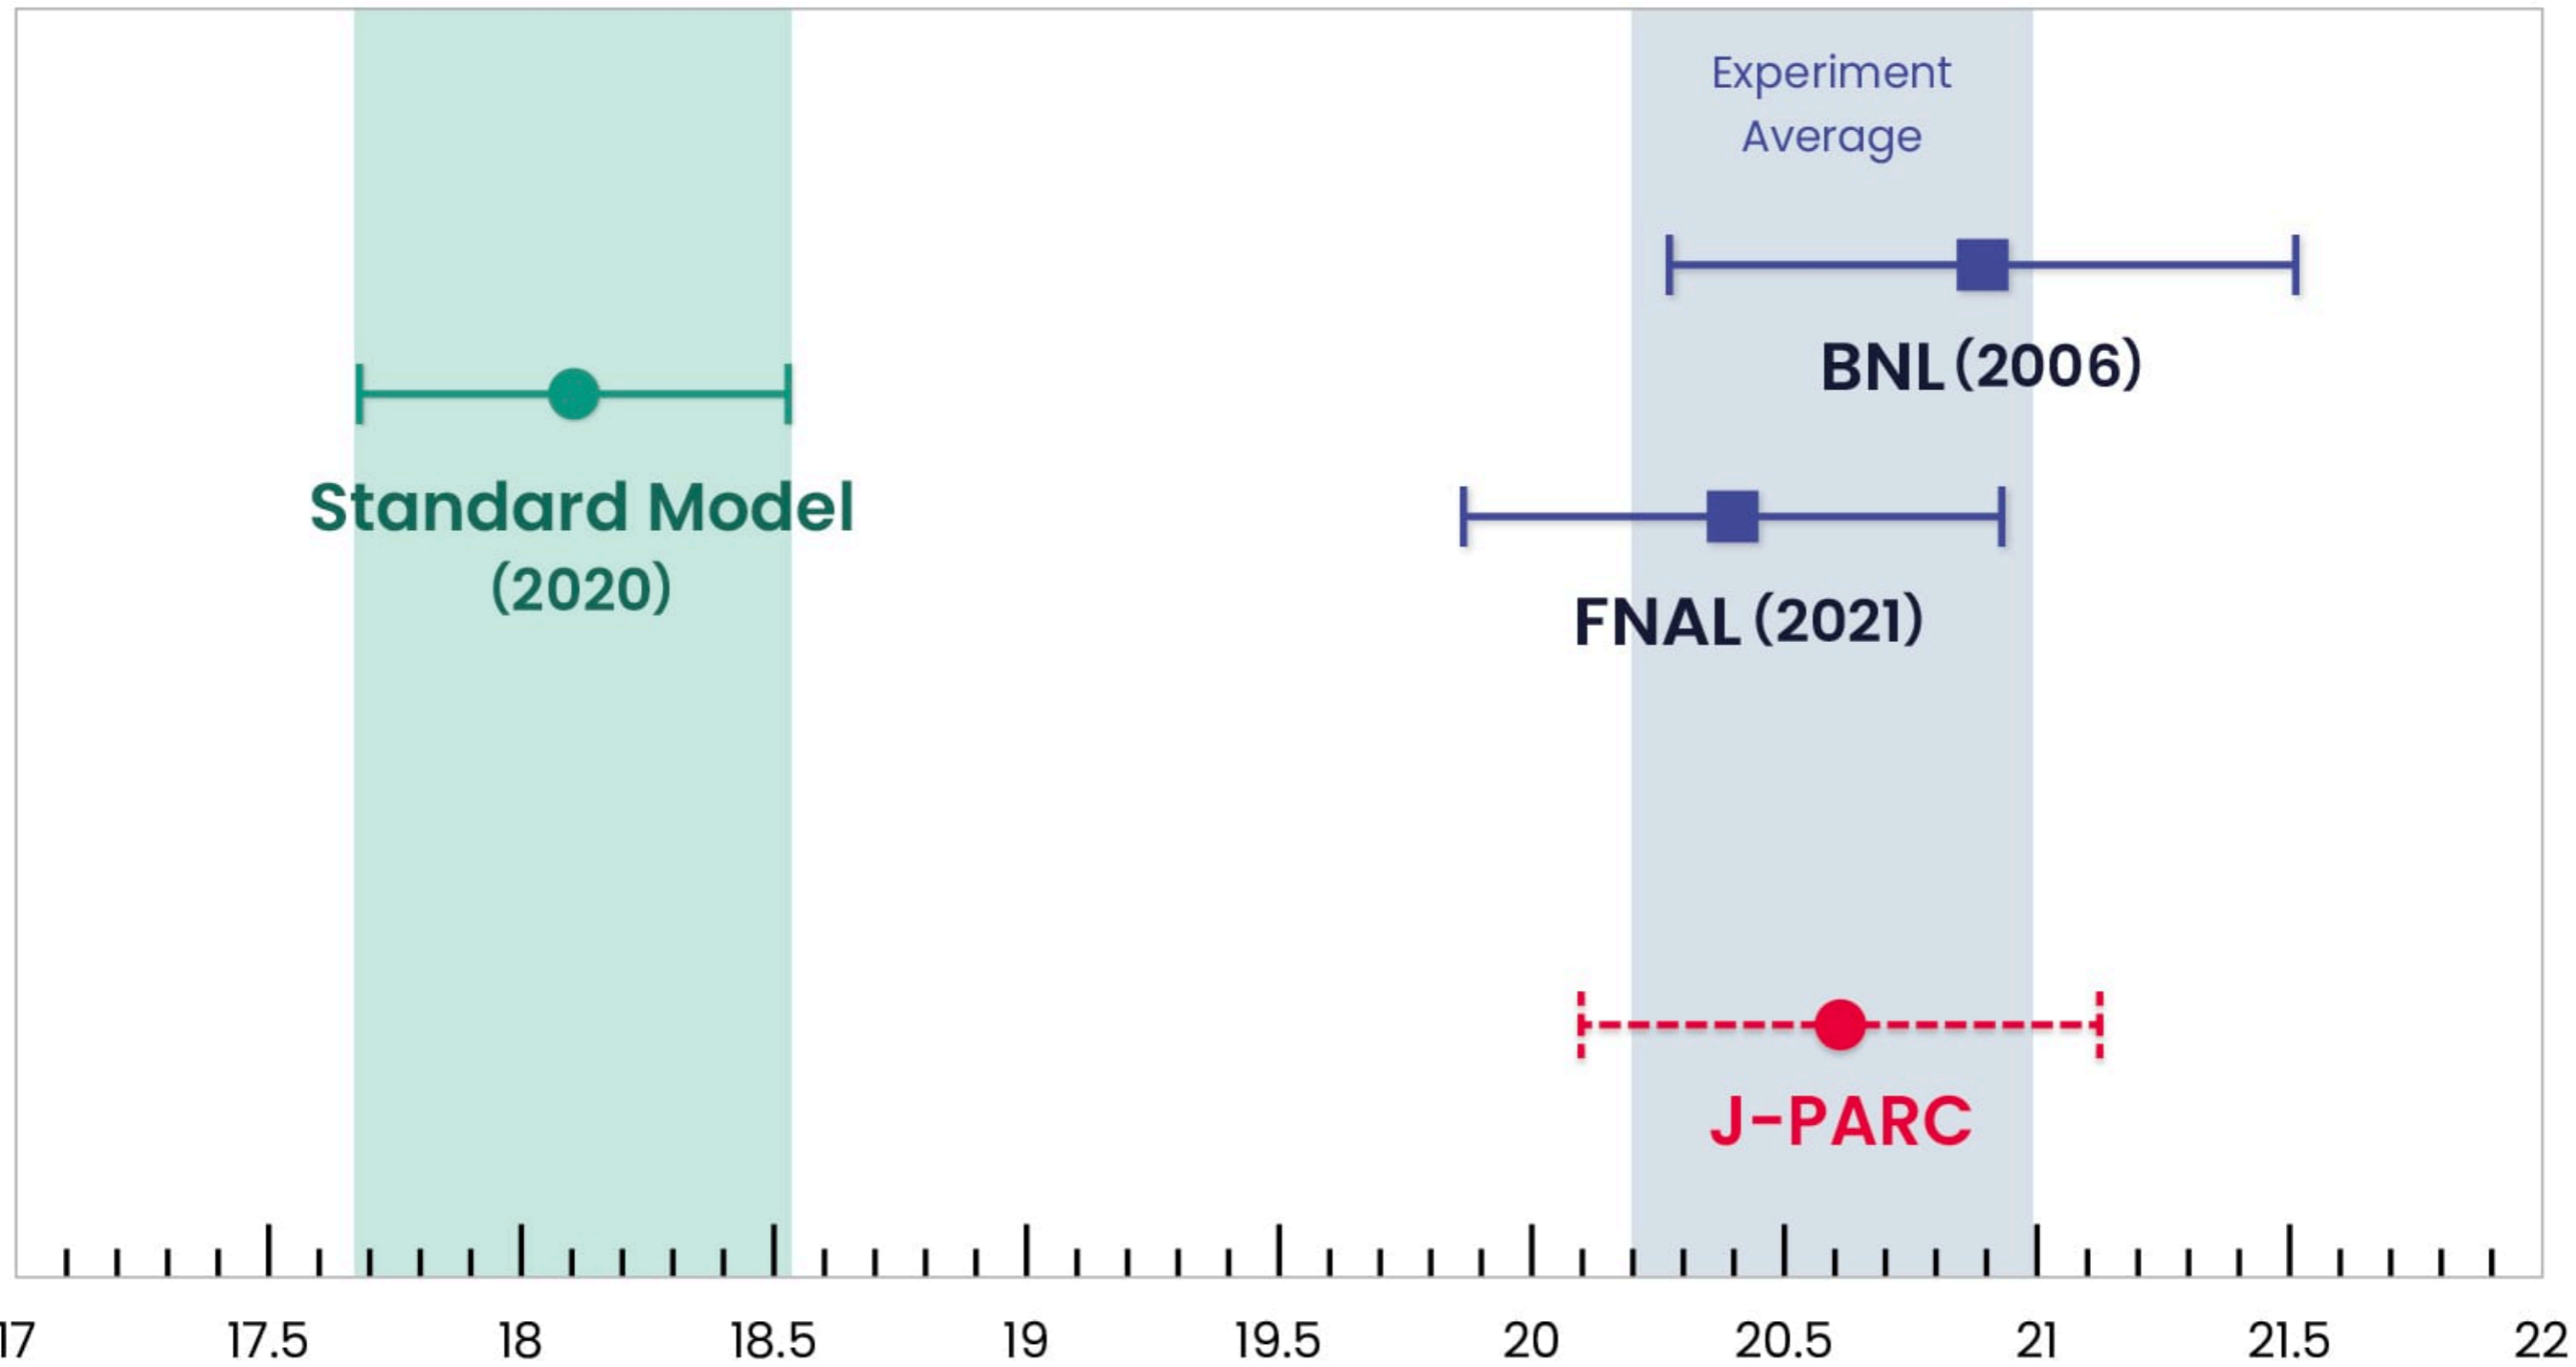 Experiment
Average
BNL (2006)
Standard Model
(2020)
FNAL (2021)
J-PARC
17 17.5 18 18.5 19 19.5 20 20.5 21 21.5 22